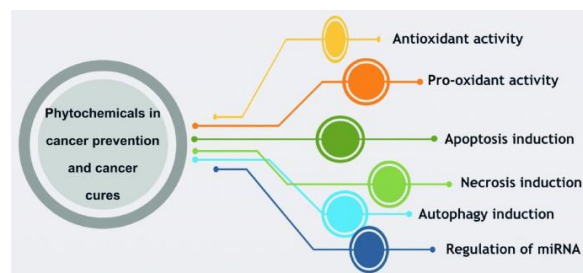 Phytochemicals in
cancer prevention
and cancer
cures
Antioxidant activity
Pro-oxidant activity
Apoptosis induction
Necrosis induction
Autophagy induction
Regulation of miRNA